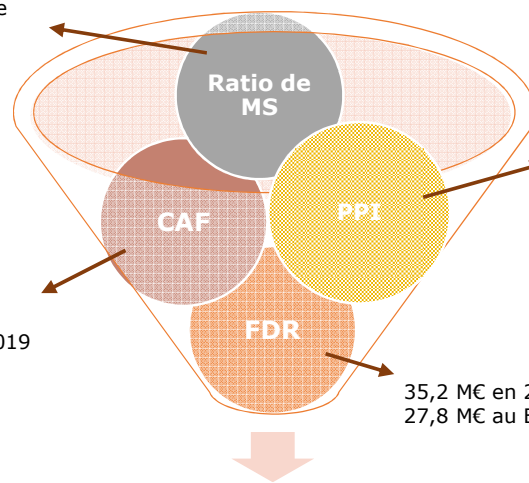 e
Ratio de
MS
PPI
CAF
019
FDR
35,2 M€ en 2
27,8 M€ au